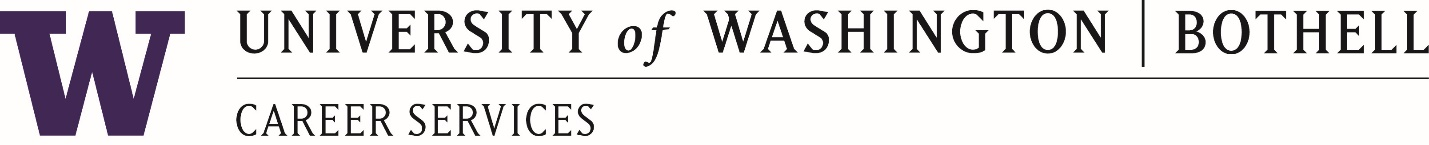 W UNIVERSITY of WASHINGTON | BOTHELL
CAREER SERVICES